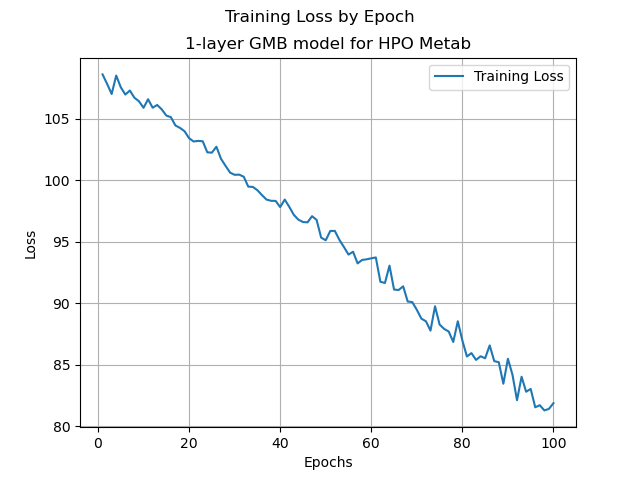 Training Loss by Epoch
1-layer GMB model for HPO Metab
Training Loss
105
100
95
90
85
80
Loss
0 20 40 60 80 100
Epochs